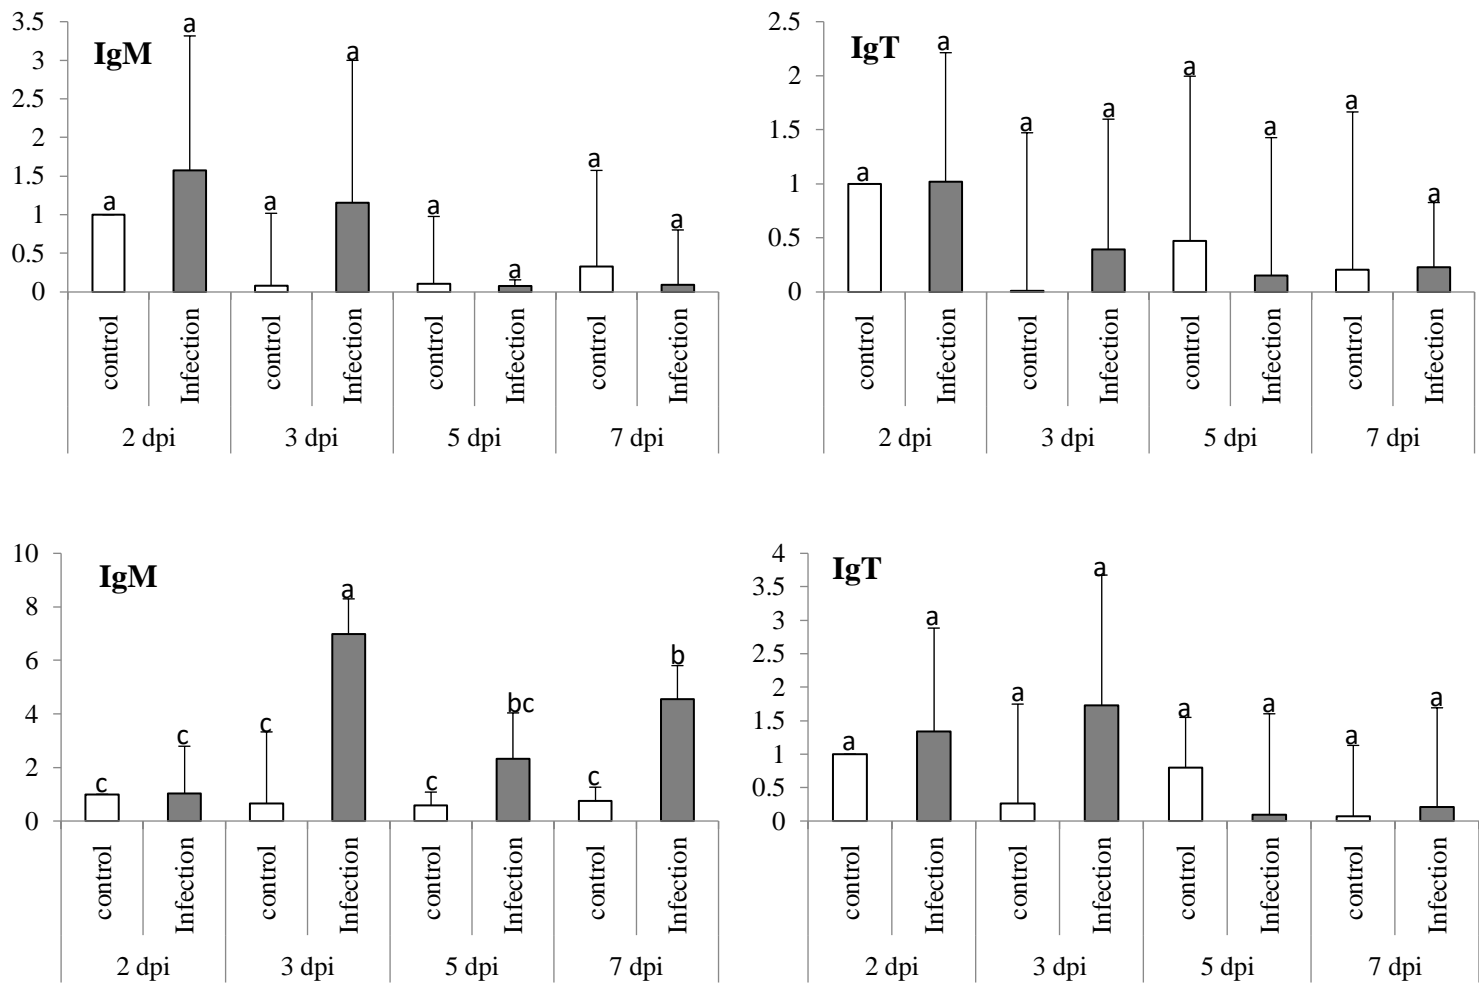 IgM
3.5
3
2.5
2
1.5
1
0.5
0
a a a a a a a a
control Infection control Infection control Infection control Infection
2 dpi 3 dpi 5 dpi 7 dpi
IgT
2.5
2
1.5
1
0.5
0
a a a a a a a a
control Infection control Infection control Infection control Infection
2 dpi 3 dpi 5 dpi 7 dpi
IgM
10
8
6
4
2
0
c c c a c bc c b
control Infection control Infection control Infection control Infection
2 dpi 3 dpi 5 dpi 7 dpi
IgT
4
3.5
3
2.5
2
1.5
1
0.5
0
a a a a a a a a
control Infection control Infection control Infection control Infection
2 dpi 3 dpi 5 dpi 7 dpi